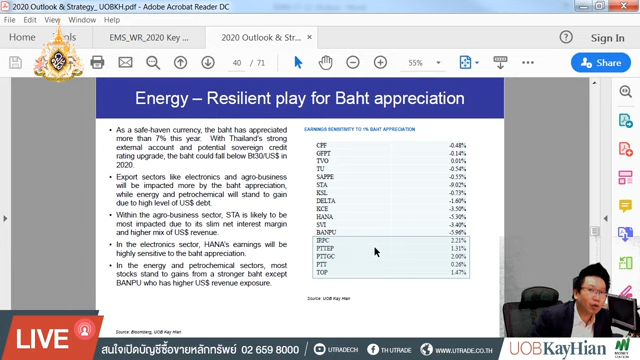 2020 Outlook & Strategy_ UOBKH.pdf - Adobe Acrobat Reader DC
File Edit View Window Help
Home Tools EMS_WR_2020 Key ... 2020 Outlook & Str... × Sign In
40 / 71 55% Share
Energy – Resilient play for Baht appreciation
• As a safe-haven currency, the baht has appreciated
more than 7% this year. With Thailand's strong
external account and potential sovereign credit
rating upgrade, the baht could fall below Bt30/US$ in
2020.
• Export sectors like electronics and agro-business
will be impacted more by the baht appreciation,
while energy and petrochemical will stand to gain
due to high level of US$ debt.
• Within the agro-business sector, STA is likely to be
most impacted due to its slim net interest margin
and higher mix of US$ revenue.
• In the electronics sector, HANA's earnings will be
highly sensitive to the baht appreciation.
• In the energy and petrochemical sectors, most
stocks stand to gains from a stronger baht except
BANPU who has higher US$ revenue exposure.
Source: Bloomberg, UOB Kay Hian
EARNINGS SENSITIVITY TO 1% BAHT APPRECIATION
CPF -0.48%
GFPT -0.14%
TVO 0.01%
TU -0.54%
SAPPE -0.55%
STA -9.02%
KSL -0.73%
DELTA -1.60%
KCE -3.50%
HANA -5.30%
SVI -3.40%
BANPU -5.96%
IRPC 2.21%
PTTEP 1.31%
PTTGC 2.00%
PTT 0.26%
TOP 1.47%
Source: UOB Kay Hian
LIVE
สนใจเปิดบัญชีซื้อขายหลักทรัพย์ 02 659 8000 UTRADECH TH UTRADE WWW.UTRADE.CO.TH
UOBKayHian